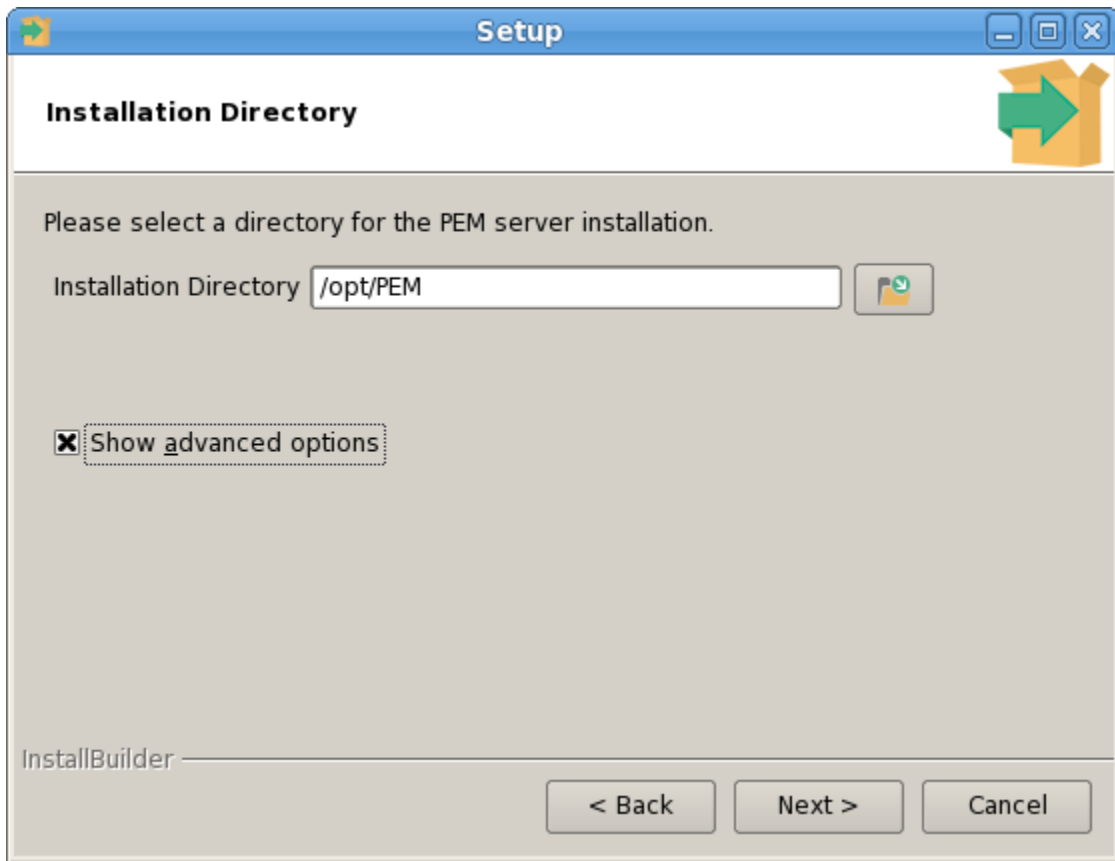 Setup
Installation Directory
Please select a directory for the PEM server installation.
Installation Directory /opt/PEM
Show advanced options
InstallBuilder
< Back Next > Cancel